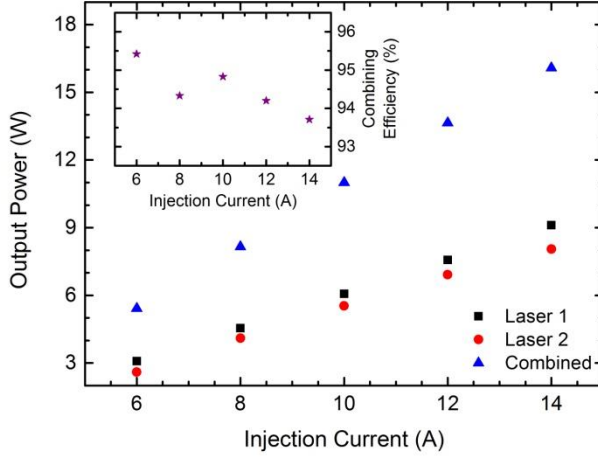 18
15
12
9
6
3
Output Power (W)
6
8
10
12
14
Injection Current (A)
96
95
94
93
Combining
Efficiency (%)
6
8
10
12
14
Injection Current (A)
Laser 1
Laser 2
Combined